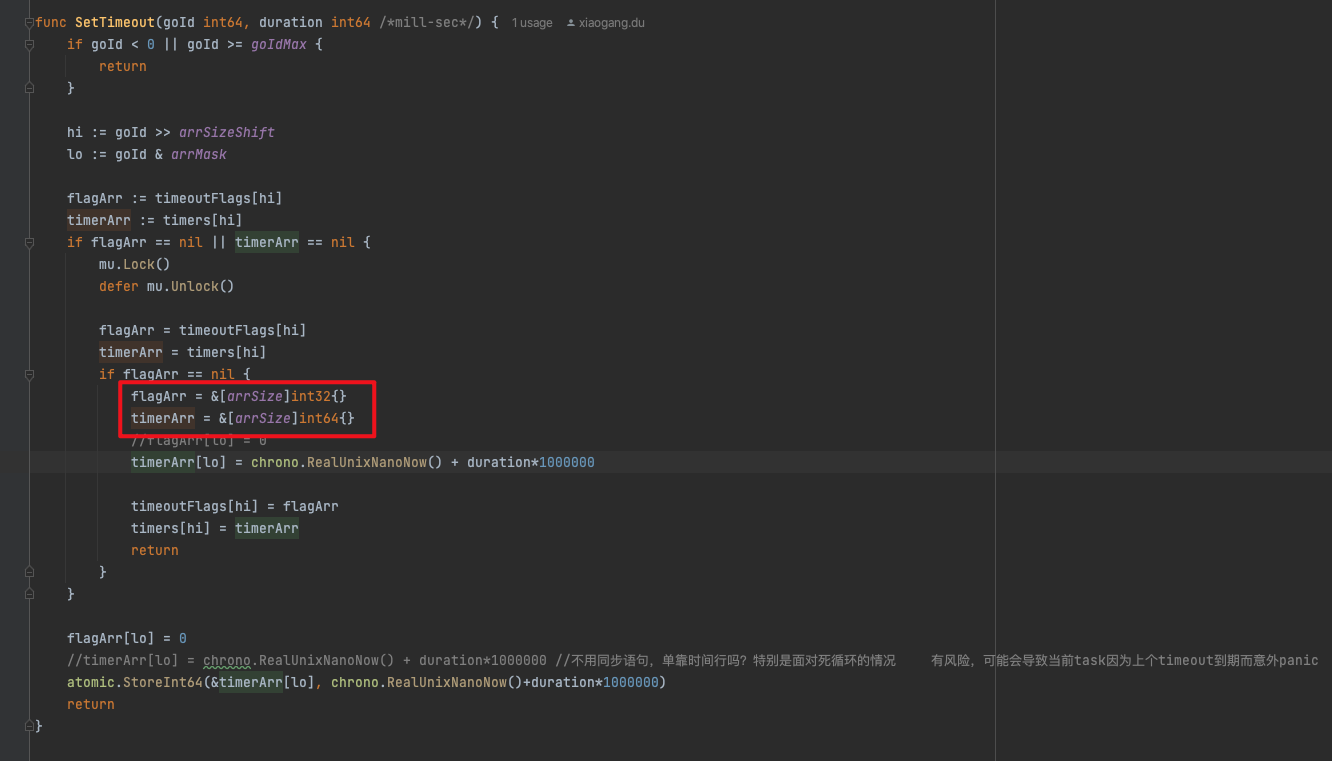 func SetTimeout(goId int64, duration int64 /*mill-sec*/) { 1 usage xiaogang.du
    if goId < 0 || goId >= goIdMax {
        return
    }
    hi := goId >> arrSizeShift
    lo := goId & arrMask
    flagArr := timeoutFlags[hi]
    timerArr := timers[hi]
    if flagArr == nil || timerArr == nil {
        mu.Lock()
        defer mu.Unlock()
        flagArr = timeoutFlags[hi]
        timerArr = timers[hi]
        if flagArr == nil {
            flagArr = &[arrSize]int32{}
            timerArr = &[arrSize]int64{}
            //flagArr[lo] = 0
            timerArr[lo] = chrono.RealUnixNanoNow() + duration*1000000
            timeoutFlags[hi] = flagArr
            timers[hi] = timerArr
            return
        }
    }
    flagArr[lo] = 0
    //timerArr[lo] = chrono.RealUnixNanoNow() + duration*1000000 //不用同步语句，单靠时间行吗？特别是面对死循环的情况 有风险，可能会导致当前task因为上个timeout到期而意外panic
    atomic.StoreInt64(&timerArr[lo], chrono.RealUnixNanoNow()+duration*1000000)
    return
}